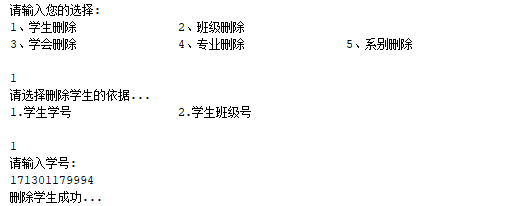 请输入您的选择:
1、学生删除 2、班级删除
3、学会删除 4、专业删除 5、系别删除
1
请选择删除学生的依据...
1.学生学号 2.学生班级号
1
请输入学号:
171301179994
删除学生成功...